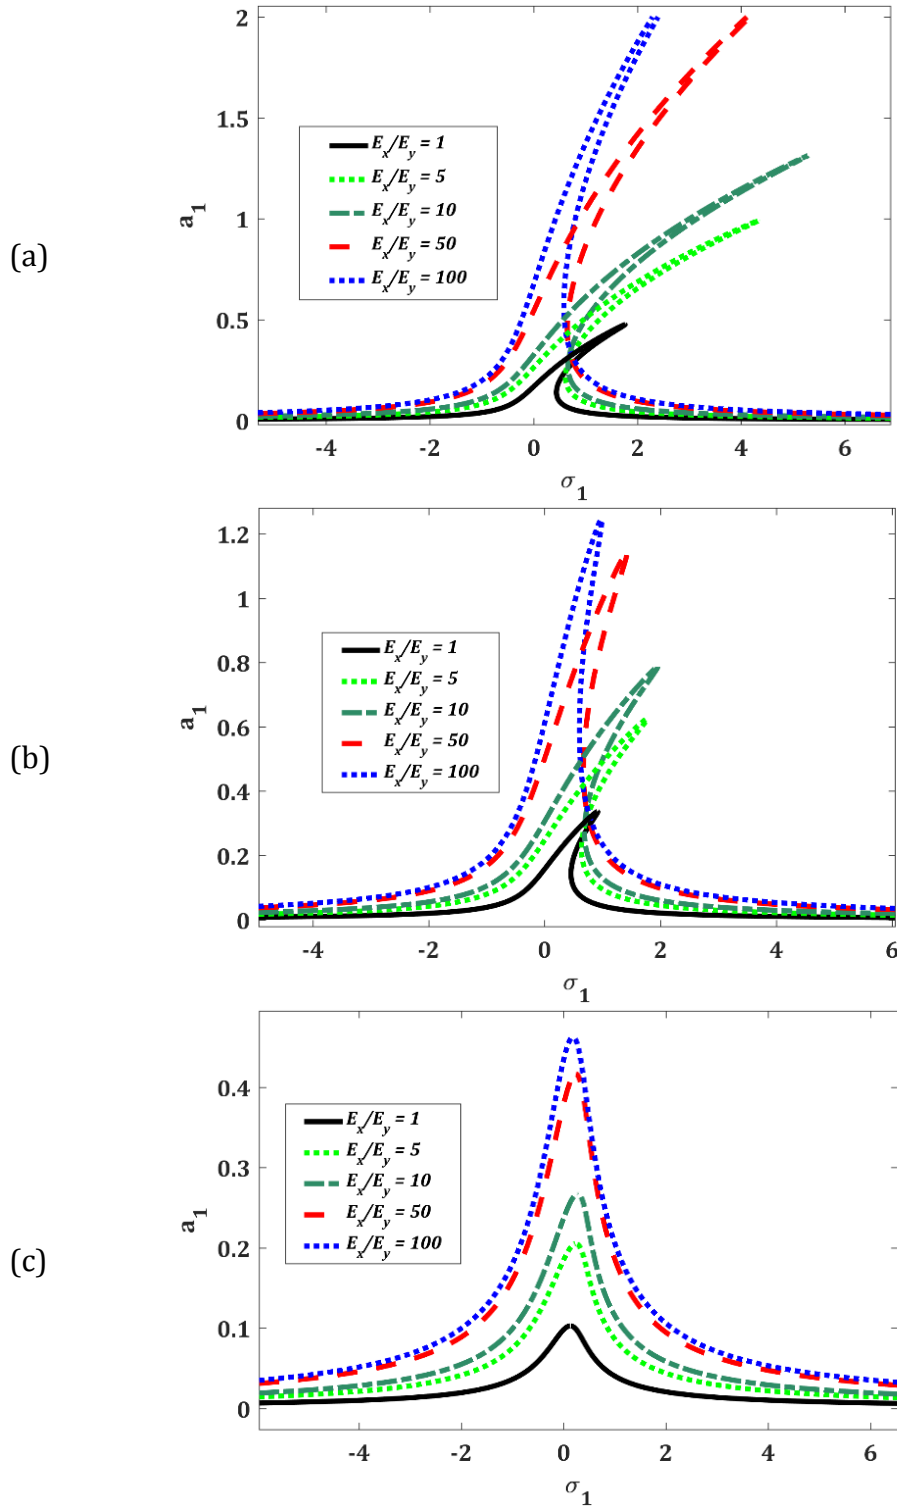 (a)
a1
2
1.5
1
0.5
0
Ex/Ey = 1
Ex/Ey = 5
Ex/Ey = 10
Ex/Ey = 50
Ex/Ey = 100
-4 -2 0 2 4 6
σ1
(b)
a1
1.2
1
0.8
0.6
0.4
0.2
0
Ex/Ey = 1
Ex/Ey = 5
Ex/Ey = 10
Ex/Ey = 50
Ex/Ey = 100
-4 -2 0 2 4 6
σ1
(c)
a1
0.4
0.3
0.2
0.1
0
Ex/Ey = 1
Ex/Ey = 5
Ex/Ey = 10
Ex/Ey = 50
Ex/Ey = 100
-4 -2 0 2 4 6
σ1